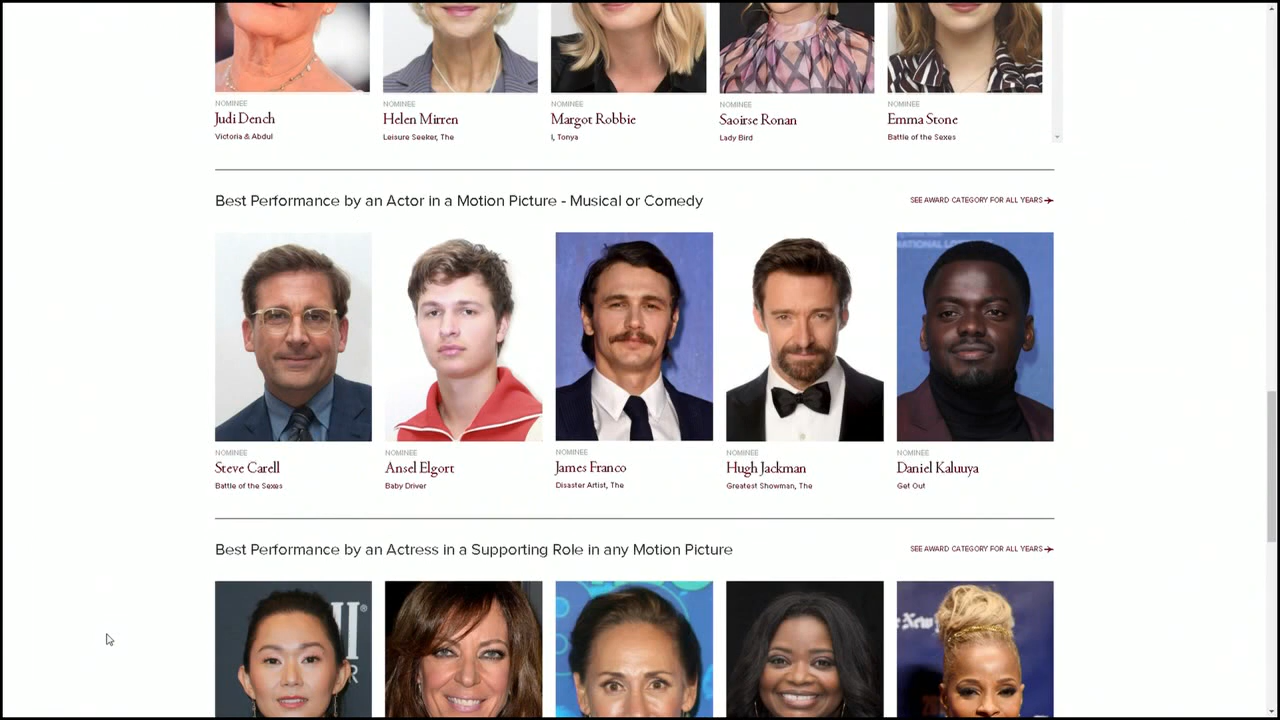 NOMINEE
Judi Dench
Victoria & Abdul
NOMINEE
Helen Mirren
Leisure Seeker, The
NOMINEE
Margot Robbie
I, Tonya
NOMINEE
Saoirse Ronan
Lady Bird
NOMINEE
Emma Stone
Battle of the Sexes
Best Performance by an Actor in a Motion Picture - Musical or Comedy
SEE AWARD CATEGORY FOR ALL YEARS
NOMINEE
Steve Carell
Battle of the Sexes
NOMINEE
Ansel Elgort
Baby Driver
NOMINEE
James Franco
Disaster Artist, The
NOMINEE
Hugh Jackman
Greatest Showman, The
NATIONAL
NOMINEE
Daniel Kaluuya
Get Out
Best Performance by an Actress in a Supporting Role in any Motion Picture
SEE AWARD CATEGORY FOR ALL YEARS
New